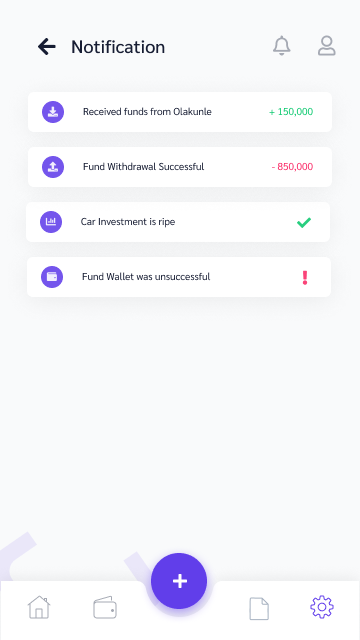 Notification
Received funds from Olakunle + 150,000
Fund Withdrawal Successful - 850,000
Car Investment is ripe
Fund Wallet was unsuccessful